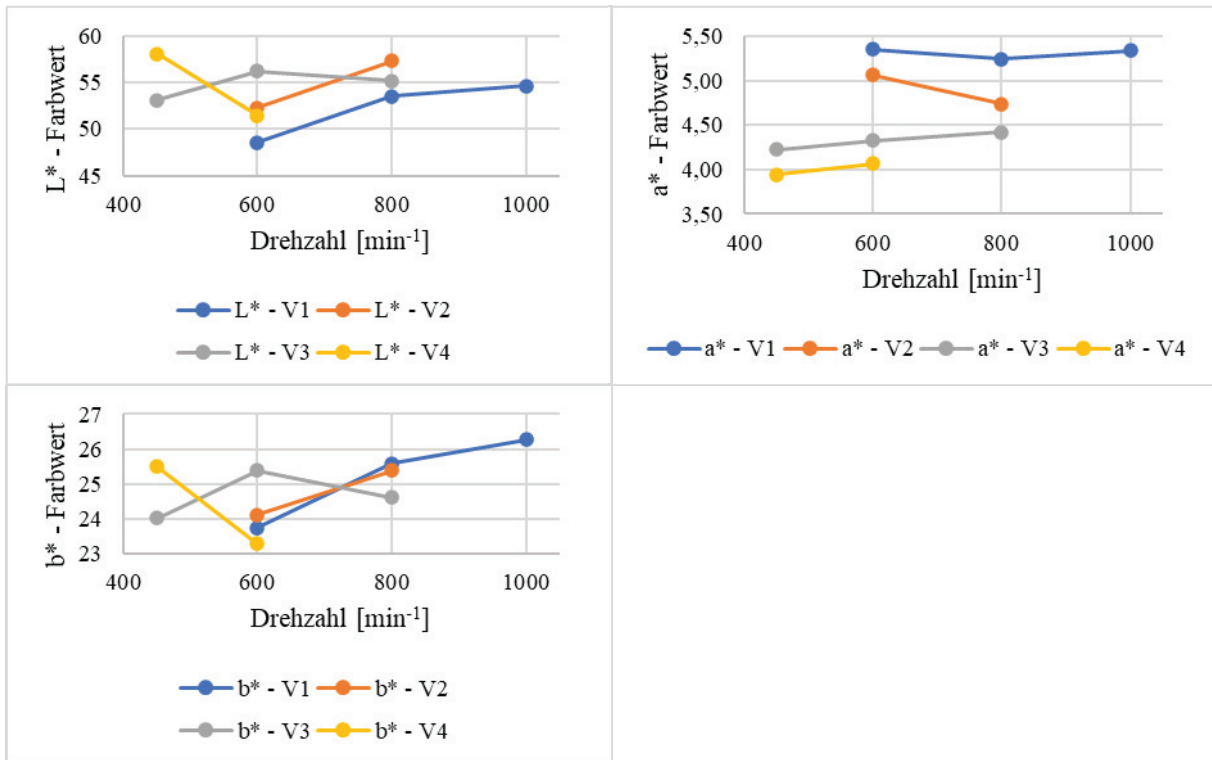 L* - Farbwert
60
55
50
45
400 600 800 1000
Drehzahl [min⁻¹]
L* - V1 L* - V2
L* - V3 L* - V4
a* - Farbwert
5,50
5,00
4,50
4,00
3,50
400 600 800 1000
Drehzahl [min⁻¹]
a* - V1 a* - V2 a* - V3 a* - V4
b* - Farbwert
27
26
25
24
23
400 600 800 1000
Drehzahl [min⁻¹]
b* - V1 b* - V2
b* - V3 b* - V4